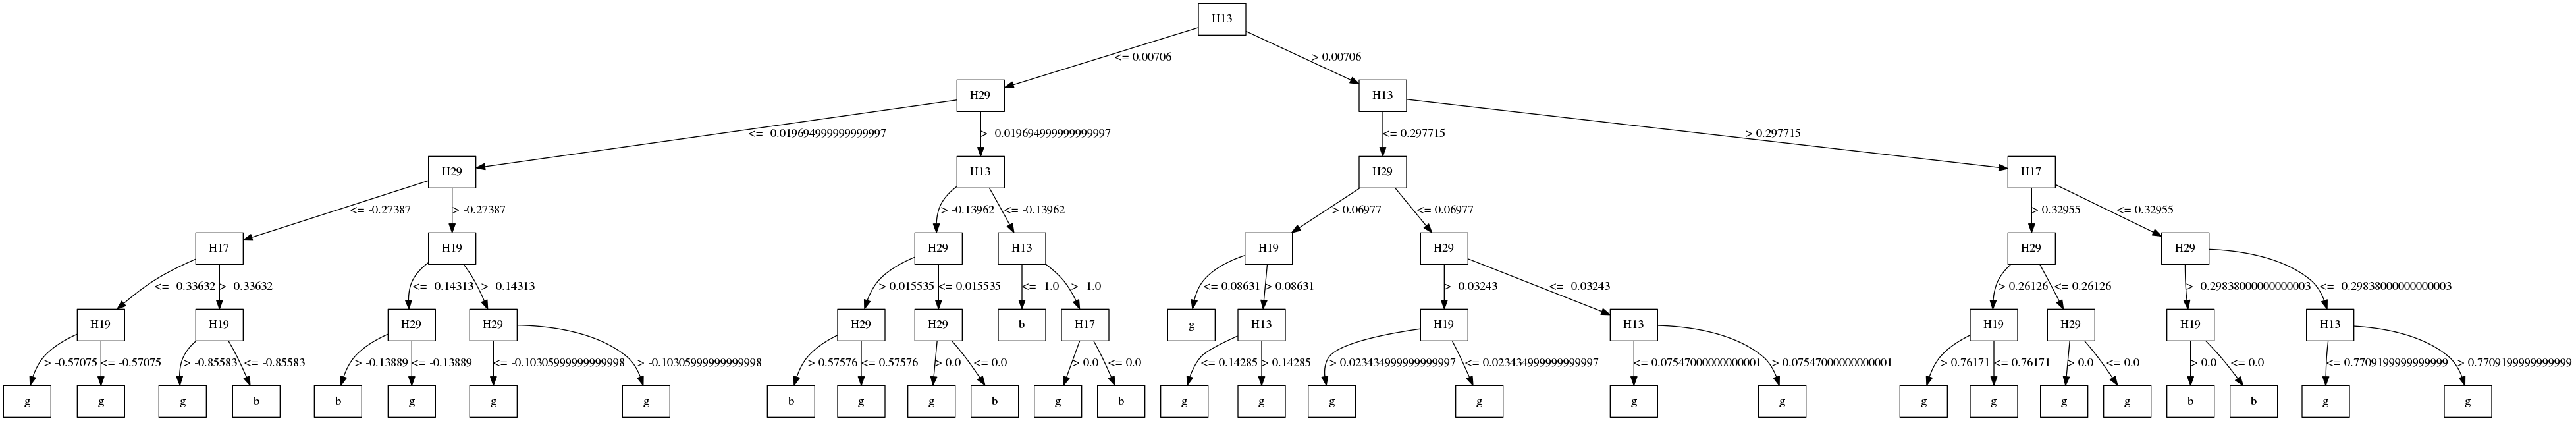 H13
<= 0.00706 > 0.00706
H29 H13
<= -0.019694999999999997 > -0.019694999999999997 <= 0.297715 > 0.297715
H29 H13 H29 H17
<= -0.27387 > -0.27387 > -0.13962 <= -0.13962 > 0.06977 <= 0.06977 > 0.32955 <= 0.32955
H17 H19 H29 H13 H19 H29 H29 H29
<= -0.33632 > -0.33632 <= -0.14313 > -0.14313 > 0.015535 <= 0.015535 <= -1.0 > -1.0 <= 0.08631 > 0.08631 > -0.03243 <= -0.03243 > 0.26126 <= 0.26126 > -0.29838000000000003 <= -0.29838000000000003
H19 H19 H29 H29 H29 H29 b H17 g H13 H19 H13 H19 H29 H19 H13
> -0.57075 <= -0.57075 > -0.85583 <= -0.85583 > -0.13889 <= -0.13889 <= -0.10305999999999998 > -0.10305999999999998 > 0.57576 <= 0.57576 > 0.0 <= 0.0 > 0.0 <= 0.0 <= 0.14285 > 0.14285 > 0.023434999999999997 <= 0.023434999999999997 <= 0.07547000000000001 > 0.07547000000000001 > 0.76171 <= 0.76171 > 0.0 <= 0.0 > 0.0 <= 0.0 <= 0.7709199999999999 > 0.7709199999999999
g g g b b g g g b g g b g b g g g g g g g g g g b b g g